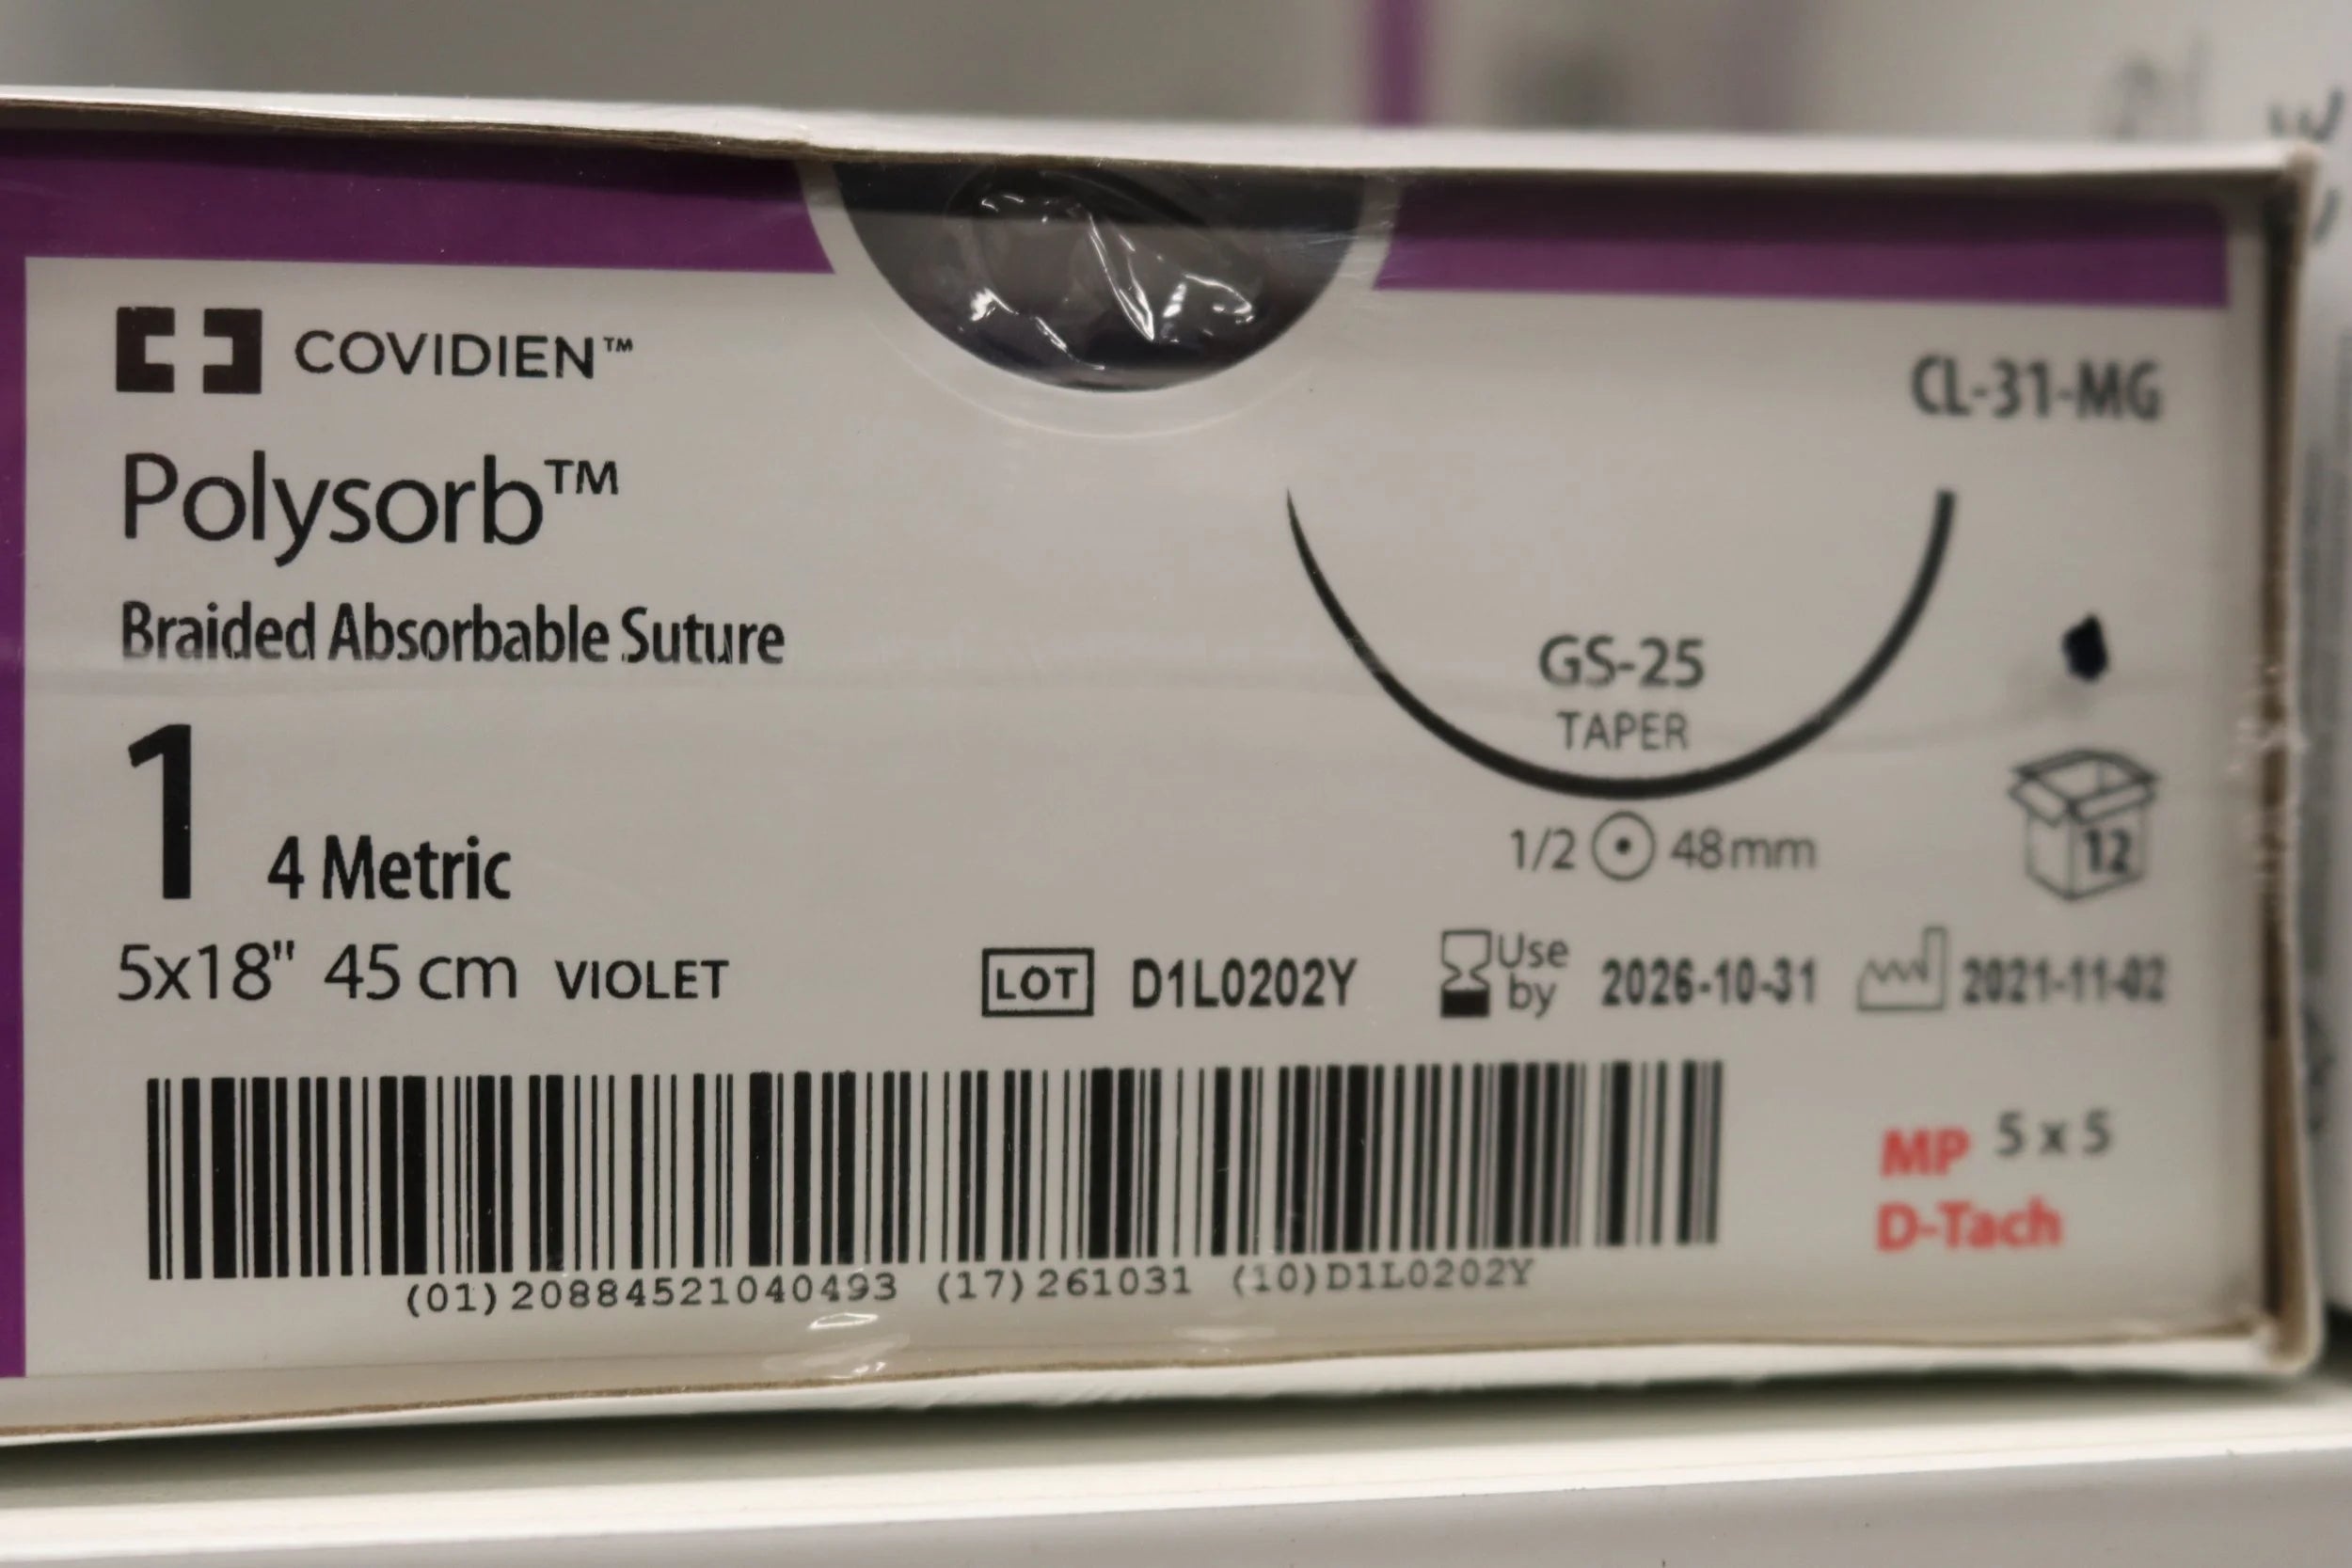 COVIDIEN™
CL-31-MG
Polysorb™
Braided Absorbable Suture
GS-25
TAPER
1 4 Metric
1/2 48mm
12
5x18" 45 cm VIOLET
LOT D1L0202Y
Use by 2026-10-31
2021-11-02
(01)20884521040493 (17)261031 (10)D1L0202Y
MP 5 x 5
D-Tach